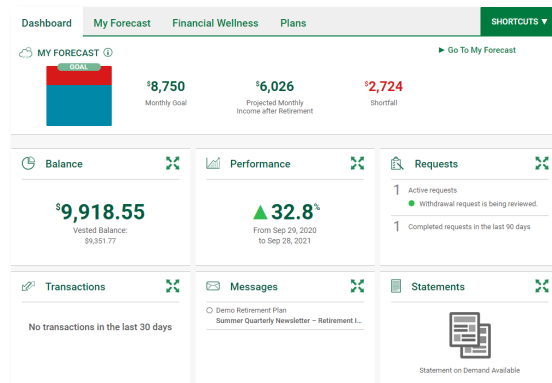 Dashboard My Forecast Financial Wellness Plans SHORTCUTS ▼
MY FORECAST ⓘ
► Go To My Forecast
GOAL
$8,750
Monthly Goal
$6,026
Projected Monthly
Income after Retirement
$2,724
Shortfall
Balance
$9,918.55
Vested Balance:
$9,351.77
Performance
▲32.8%
From Sep 29, 2020
to Sep 28, 2021
Requests
1 Active requests
Withdrawal request is being reviewed.
1 Completed requests in the last 90 days
Transactions
No transactions in the last 30 days
Messages
Demo Retirement Plan
Summer Quarterly Newsletter – Retirement I...
Statements
Statement on Demand Available